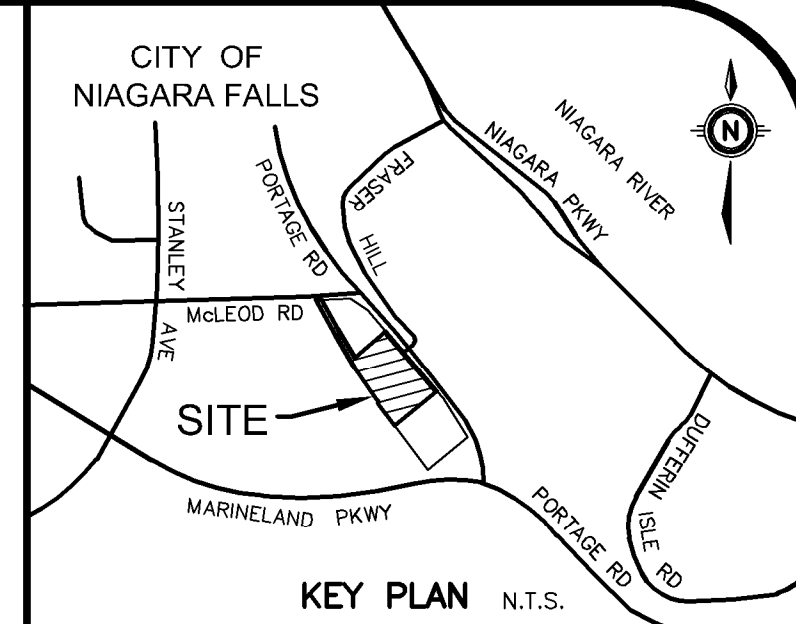 CITY OF
NIAGARA FALLS
N
NIAGARA RIVER
NIAGARA PKWY
FRASER
HILL
PORTAGE RD
STANLEY
AVE
McLEOD RD
SITE
MARINELAND PKWY
PORTAGE RD
DUFFERIN
ISLE RD
KEY PLAN N.T.S.